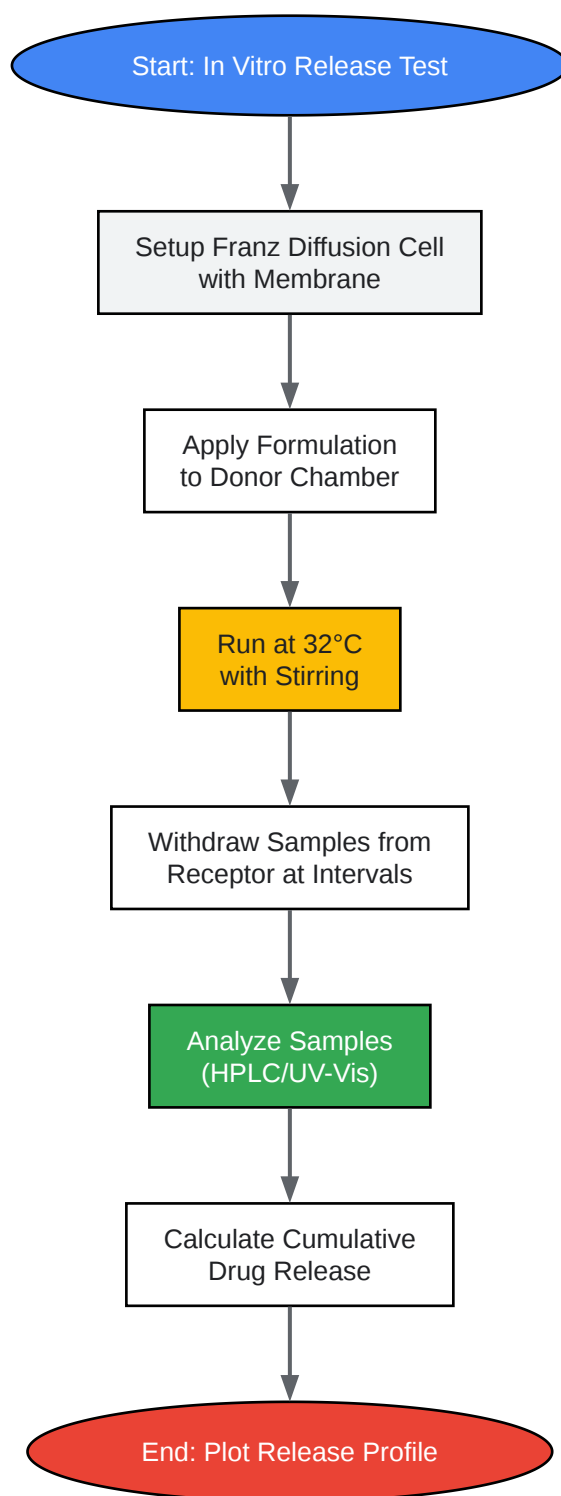 Start: In Vitro Release Test
Setup Franz Diffusion Cell
with Membrane
Apply Formulation
to Donor Chamber
Run at 32°C
with Stirring
Withdraw Samples from
Receptor at Intervals
Analyze Samples
(HPLC/UV-Vis)
Calculate Cumulative
Drug Release
End: Plot Release Profile